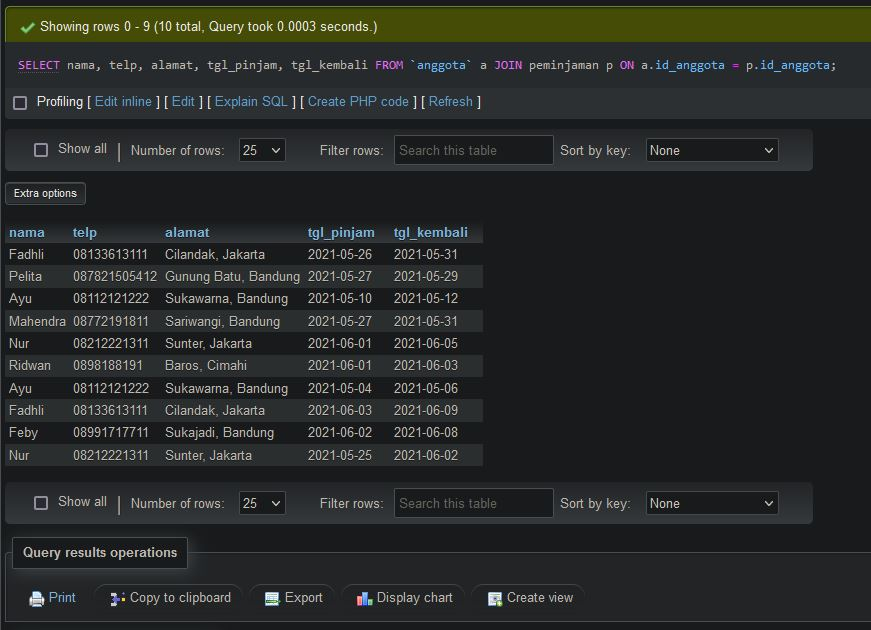 Showing rows 0 - 9 (10 total, Query took 0.0003 seconds.)
SELECT nama, telp, alamat, tgl_pinjam, tgl_kembali FROM `anggota` a JOIN peminjaman p ON a.id_anggota = p.id_anggota;
Profiling [ Edit inline ] [ Edit ] [ Explain SQL ] [ Create PHP code ] [ Refresh ]
Show all | Number of rows: 25 Filter rows: Search this table Sort by key: None
Extra options
nama telp alamat tgl_pinjam tgl_kembali
Fadhli 08133613111 Cilandak, Jakarta 2021-05-26 2021-05-31
Pelita 087821505412 Gunung Batu, Bandung 2021-05-27 2021-05-29
Ayu 08112121222 Sukawarna, Bandung 2021-05-10 2021-05-12
Mahendra 08772191811 Sariwangi, Bandung 2021-05-27 2021-05-31
Nur 08212221311 Sunter, Jakarta 2021-06-01 2021-06-05
Ridwan 0898188191 Baros, Cimahi 2021-06-01 2021-06-03
Ayu 08112121222 Sukawarna, Bandung 2021-05-04 2021-05-06
Fadhli 08133613111 Cilandak, Jakarta 2021-06-03 2021-06-09
Feby 08991717711 Sukajadi, Bandung 2021-06-02 2021-06-08
Nur 08212221311 Sunter, Jakarta 2021-05-25 2021-06-02
Show all | Number of rows: 25 Filter rows: Search this table Sort by key: None
Query results operations
Print Copy to clipboard Export Display chart Create view